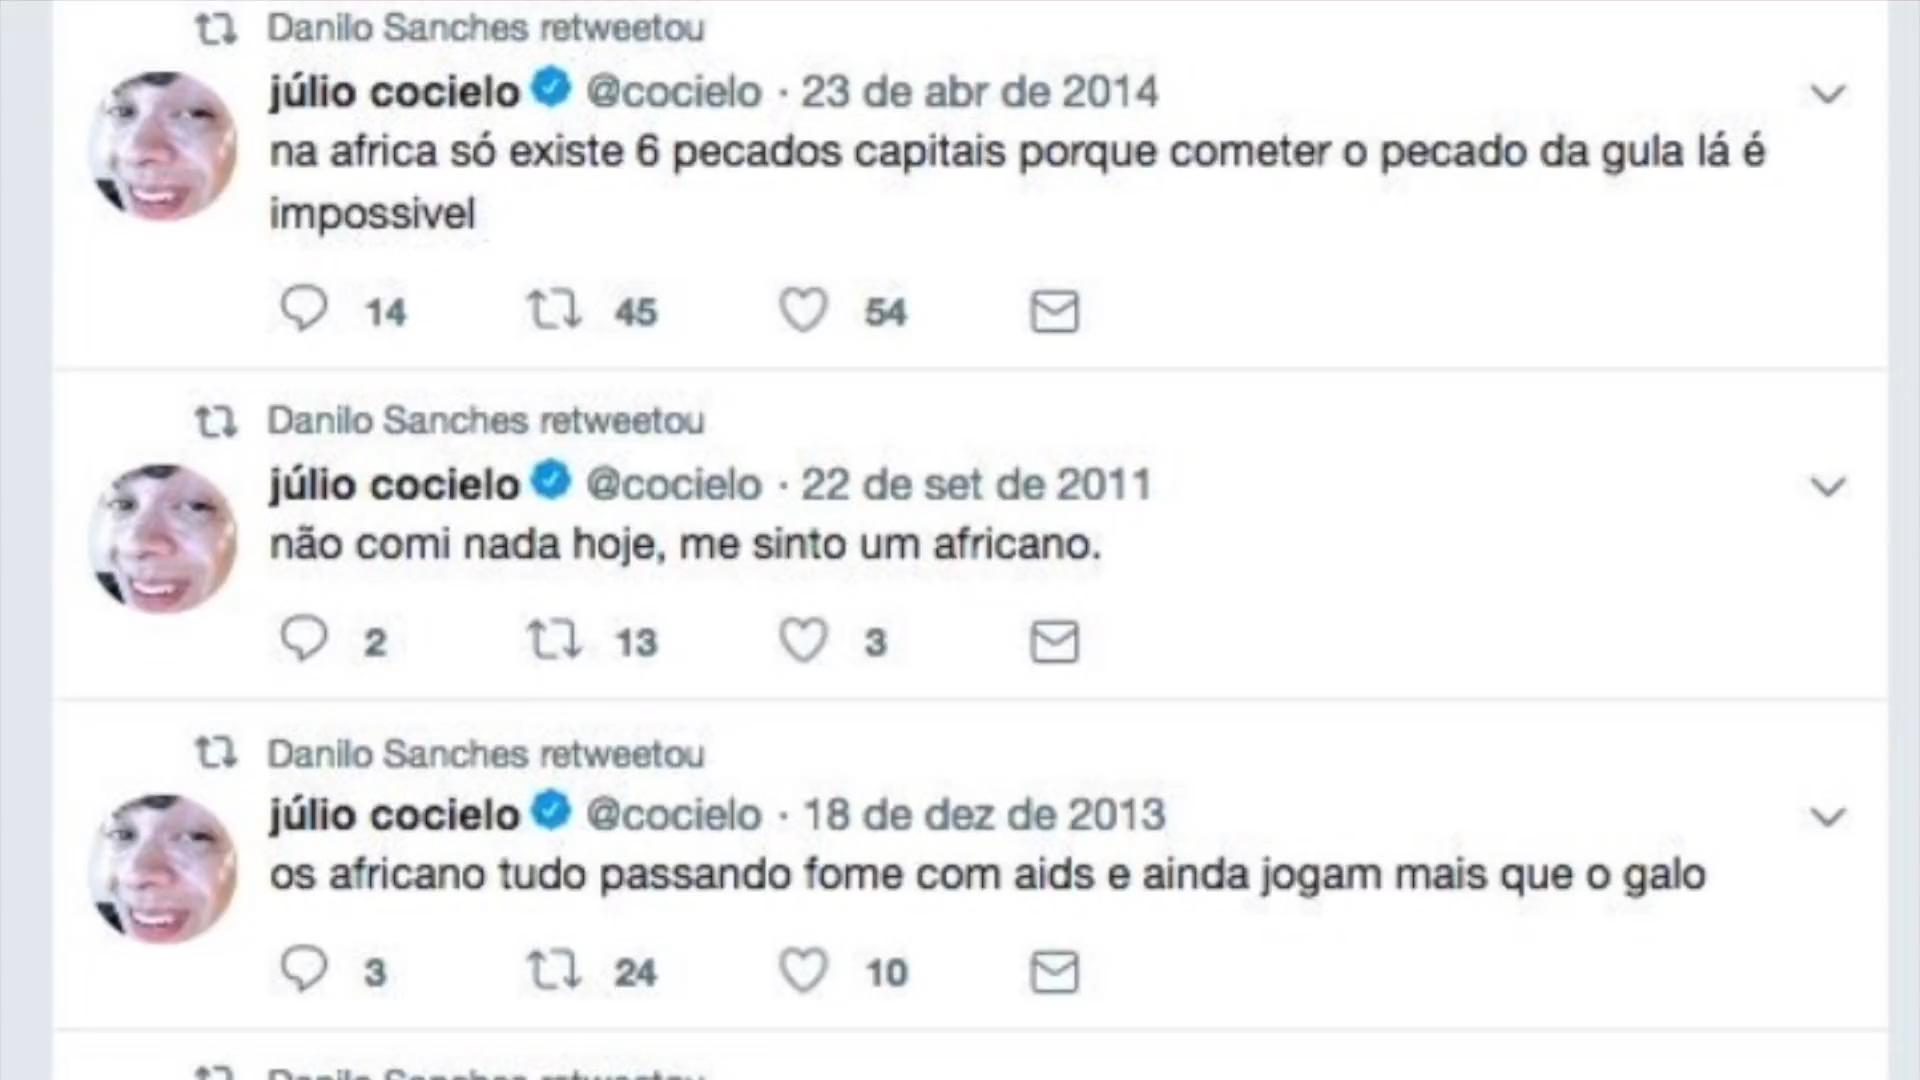 Danilo Sanches retweetou
júlio cocielo @cocielo · 23 de abr de 2014
na africa só existe 6 pecados capitais porque cometer o pecado da gula lá é
impossivel
14 45 54
Danilo Sanches retweetou
júlio cocielo @cocielo · 22 de set de 2011
não comi nada hoje, me sinto um africano.
2 13 3
Danilo Sanches retweetou
júlio cocielo @cocielo · 18 de dez de 2013
os africano tudo passando fome com aids e ainda jogam mais que o galo
3 24 10
Danilo Sanches retweetou